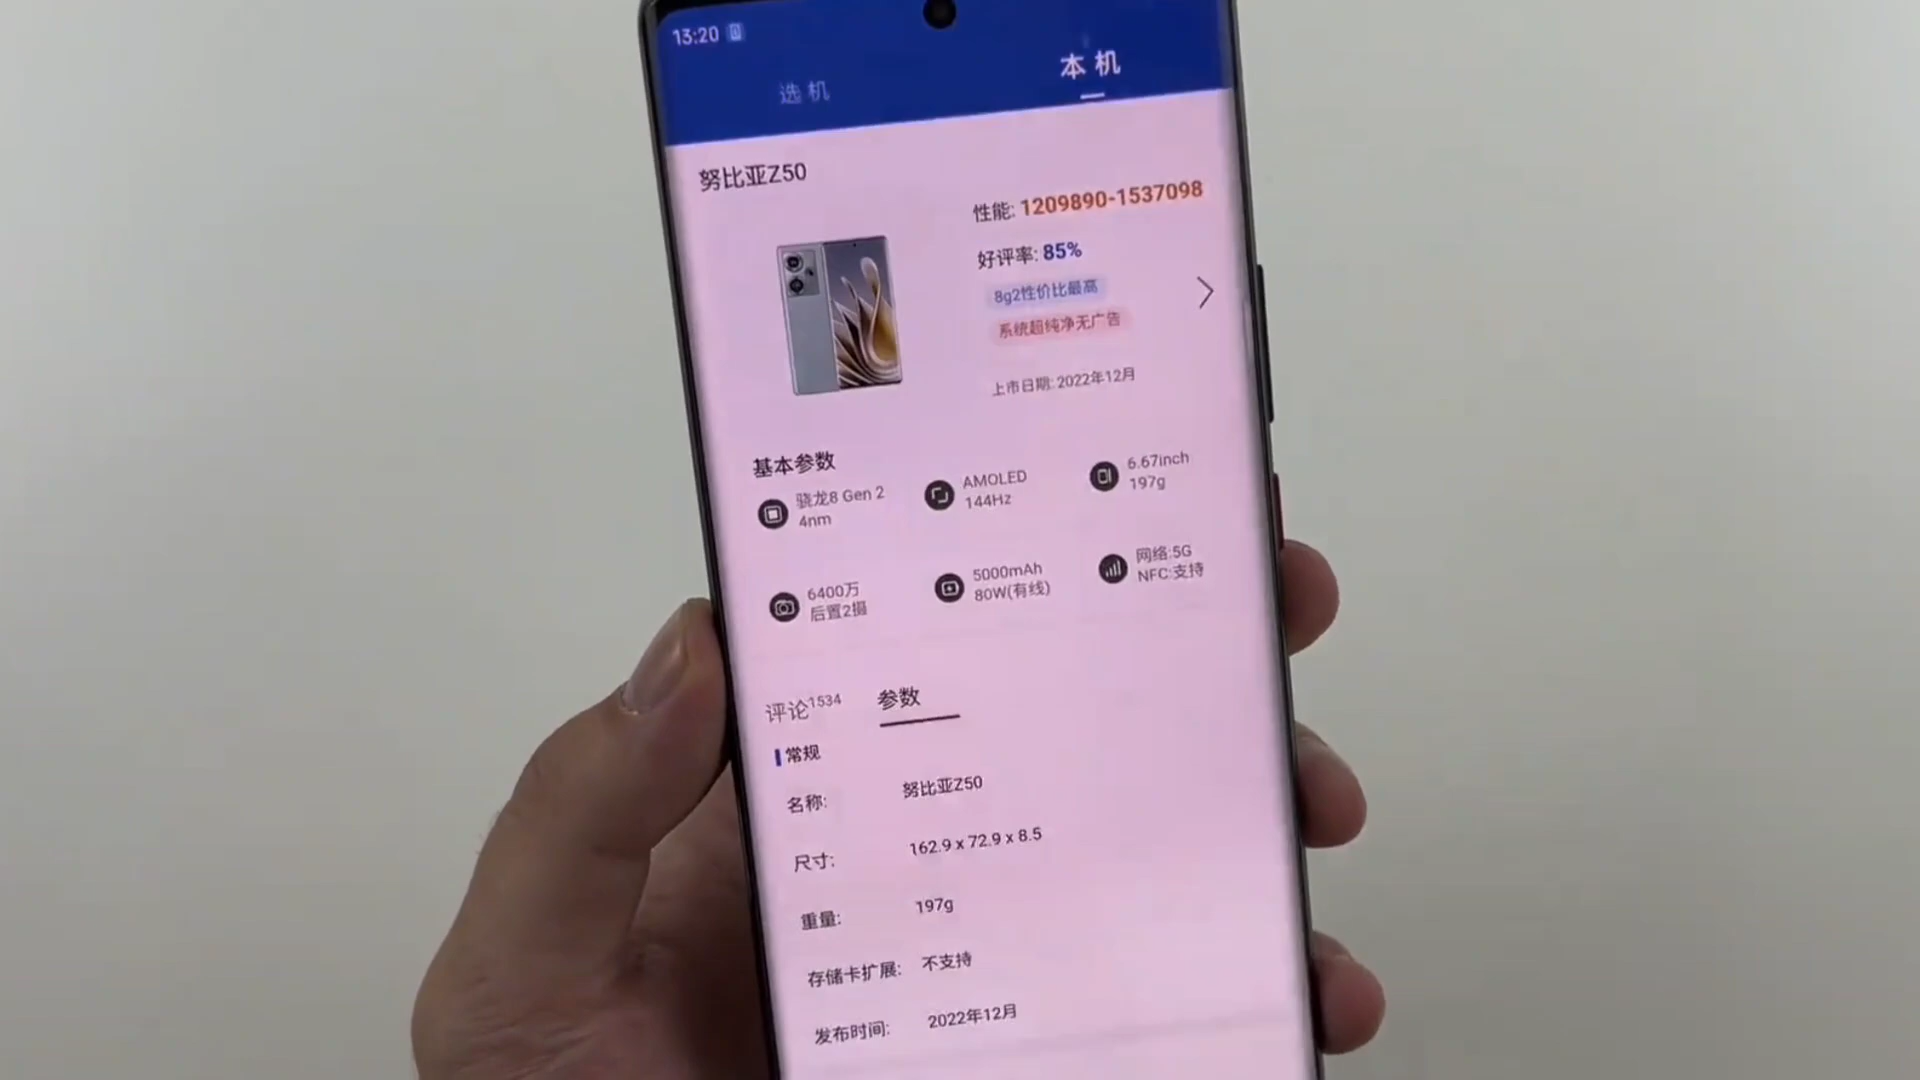 13:20
选机
本机
努比亚Z50
性能: 1209890-1537098
好评率: 85%
8g2性价比最高
系统超纯净无广告
上市日期: 2022年12月
基本参数
骁龙8 Gen 2
4nm
AMOLED
144Hz
6.67inch
197g
6400万
后置2摄
5000mAh
80W(有线)
网络:5G
NFC:支持
评论1534
参数
常规
名称: 努比亚Z50
尺寸: 162.9 x 72.9 x 8.5
重量: 197g
存储卡扩展: 不支持
发布时间: 2022年12月